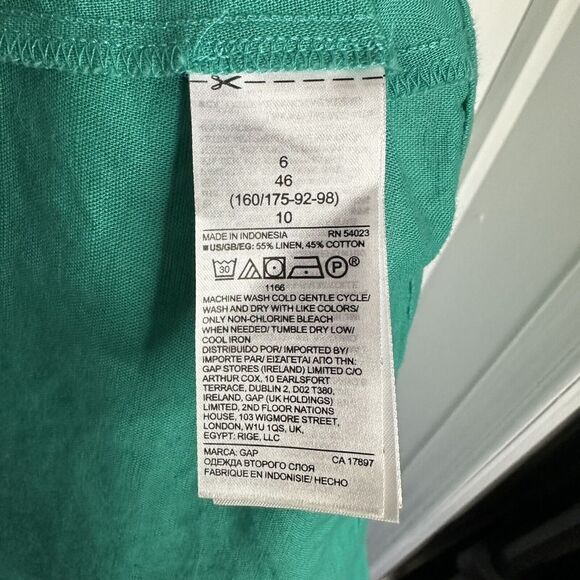 6
46
(160/175-92-98)
10
MADE IN INDONESIA RN 54023
US/GB/EG: 55% LINEN, 45% COTTON
30 P®
1166
MACHINE WASH COLD GENTLE CYCLE/
WASH AND DRY WITH LIKE COLORS/
ONLY NON-CHLORINE BLEACH
WHEN NEEDED/ TUMBLE DRY LOW/
COOL IRON
DISTRIBUIDO POR/ IMPORTED BY/
IMPORTE PAR/ ΕΙΣΑΓΕΤΑΙ ΑΠΟ ΤΗΝ:
GAP STORES (IRELAND) LIMITED C/O
ARTHUR COX, 10 EARLSFORT
TERRACE, DUBLIN 2, D02 T380,
IRELAND, GAP (UK HOLDINGS)
LIMITED, 2ND FLOOR NATIONS
HOUSE, 103 WIGMORE STREET,
LONDON, W1U 1QS, UK,
EGYPT: RIGE, LLC
MARCA: GAP CA 17897
ОДЕЖДА ВТОРОГО СЛОЯ
FABRIQUE EN INDONISIE/ HECHO